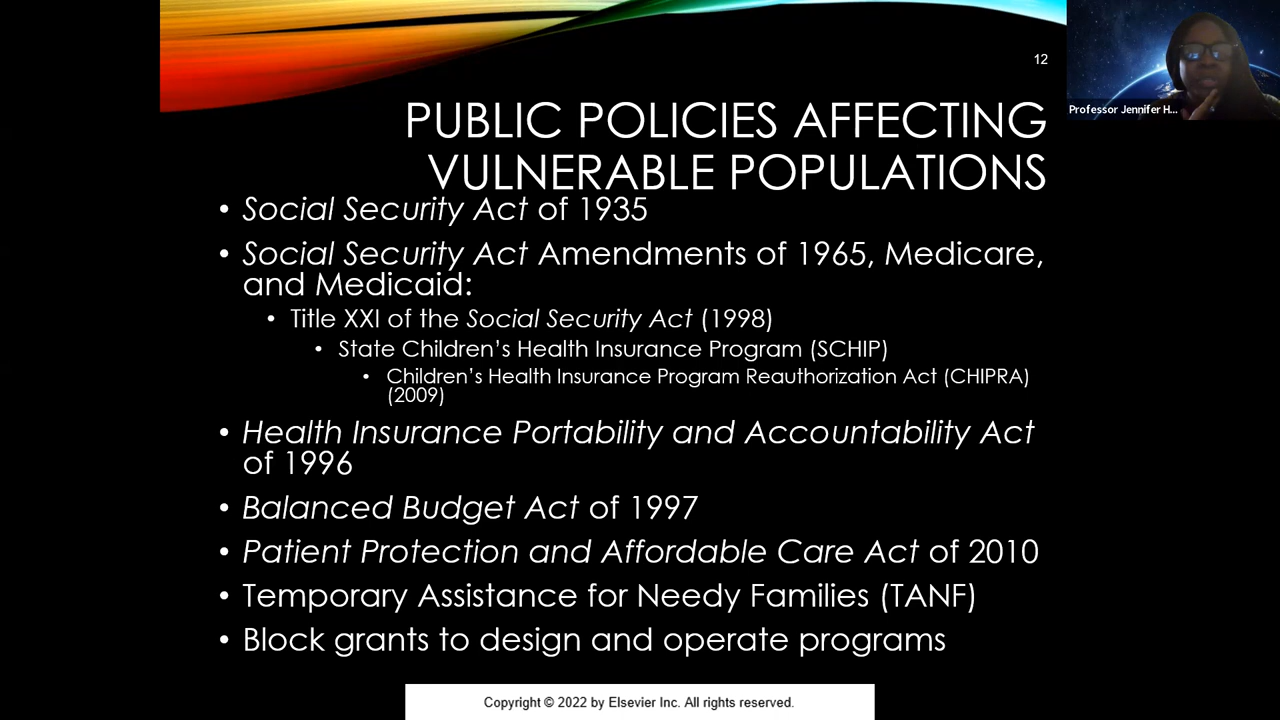 12
Professor Jennifer H...
PUBLIC POLICIES AFFECTING
VULNERABLE POPULATIONS
• Social Security Act of 1935
• Social Security Act Amendments of 1965, Medicare,
and Medicaid:
• Title XXI of the Social Security Act (1998)
• State Children’s Health Insurance Program (SCHIP)
• Children’s Health Insurance Program Reauthorization Act (CHIPRA)
(2009)
• Health Insurance Portability and Accountability Act
of 1996
• Balanced Budget Act of 1997
• Patient Protection and Affordable Care Act of 2010
• Temporary Assistance for Needy Families (TANF)
• Block grants to design and operate programs
Copyright © 2022 by Elsevier Inc. All rights reserved.